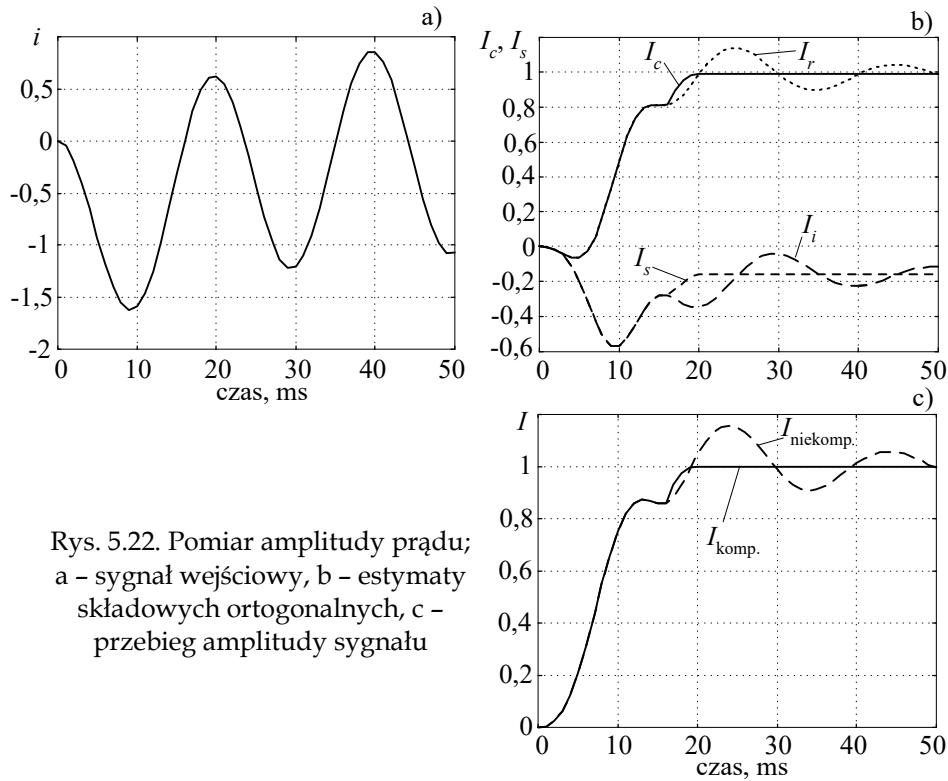 a)
i
0,5
0
-0,5
-1
-1,5
-2
0 10 20 30 40 50
czas, ms
b)
I_c, I_s
1
0,8
0,6
0,4
0,2
0
-0,2
-0,4
-0,6
I_c
I_r
I_s
I_i
0 10 20 30 40 50
c)
I
1
0,8
0,6
0,4
0,2
0
I_niekomp.
I_komp.
0 10 20 30 40 50
czas, ms
Rys. 5.22. Pomiar amplitudy prądu;
a – sygnał wejściowy, b – estymaty
składowych ortogonalnych, c –
przebieg amplitudy sygnału